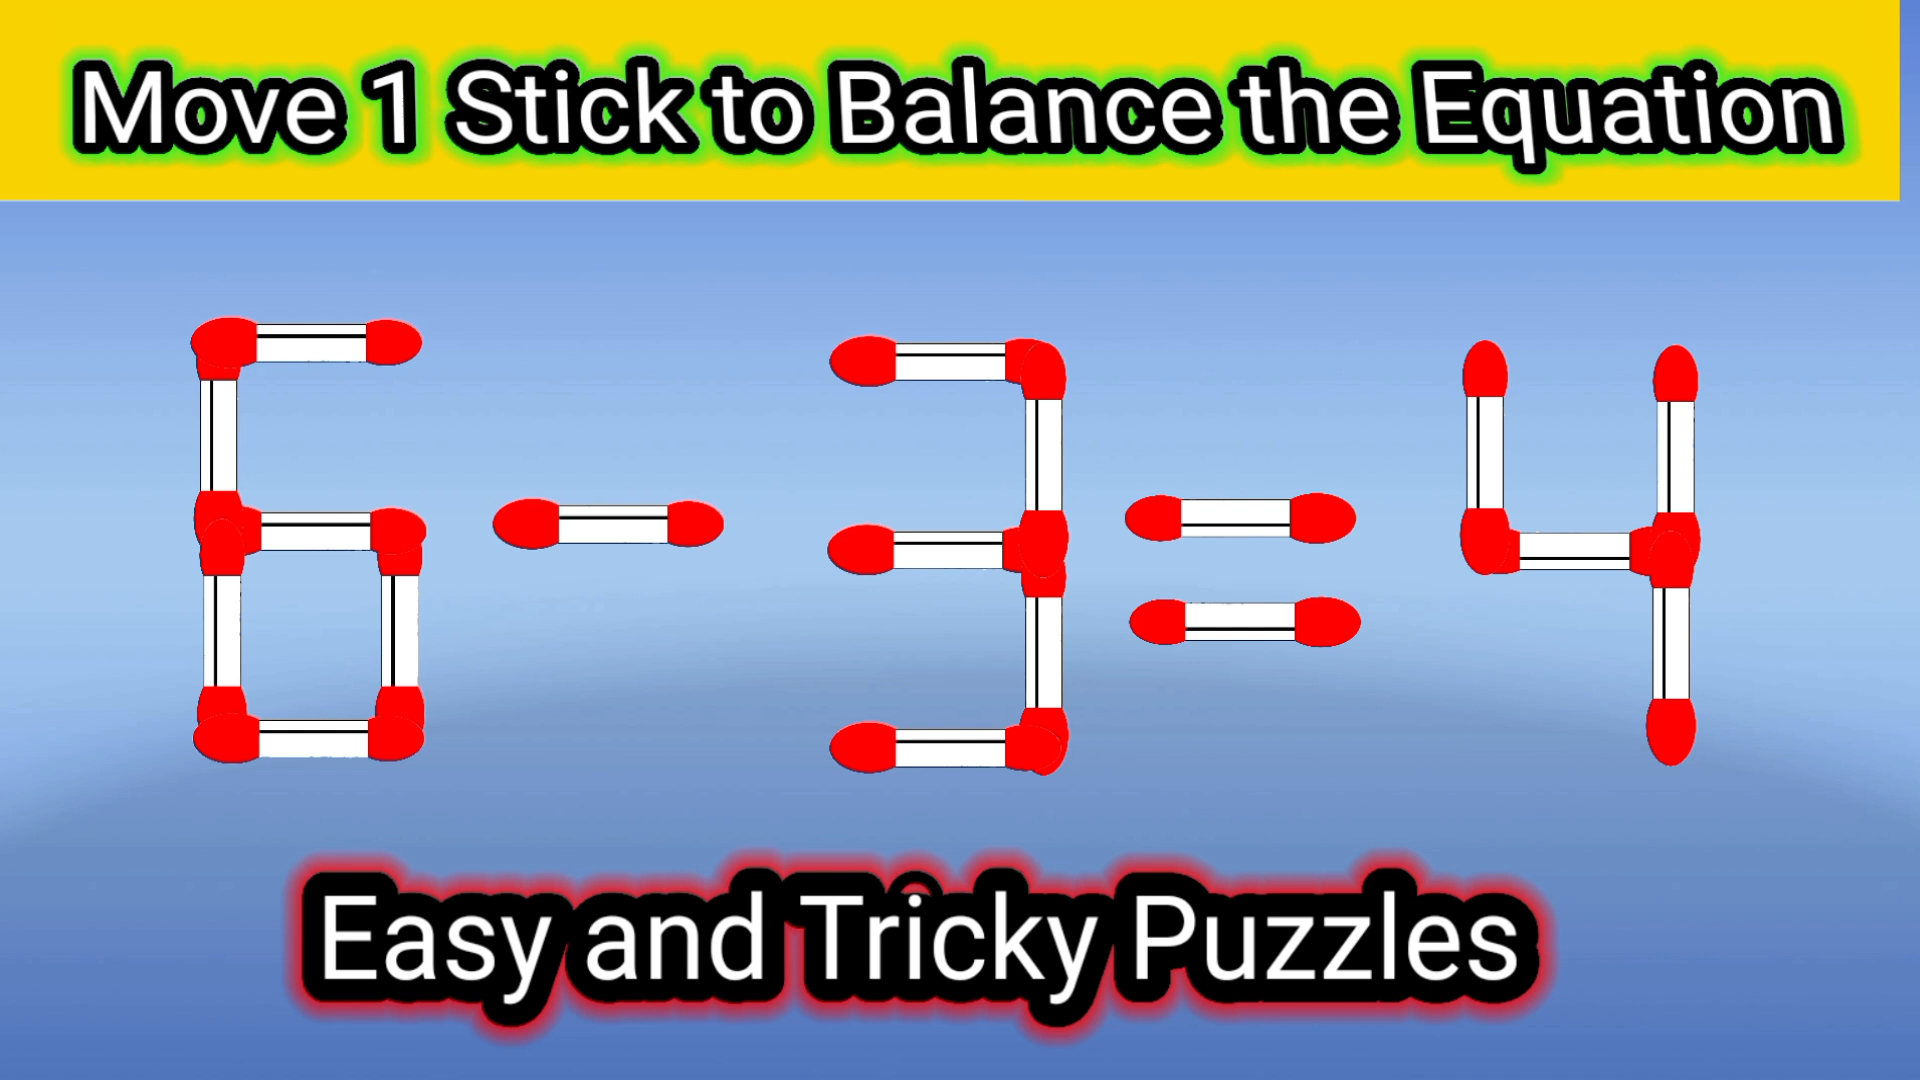 Move 1 Stick to Balance the Equation
6-3=4
Easy and Tricky Puzzles